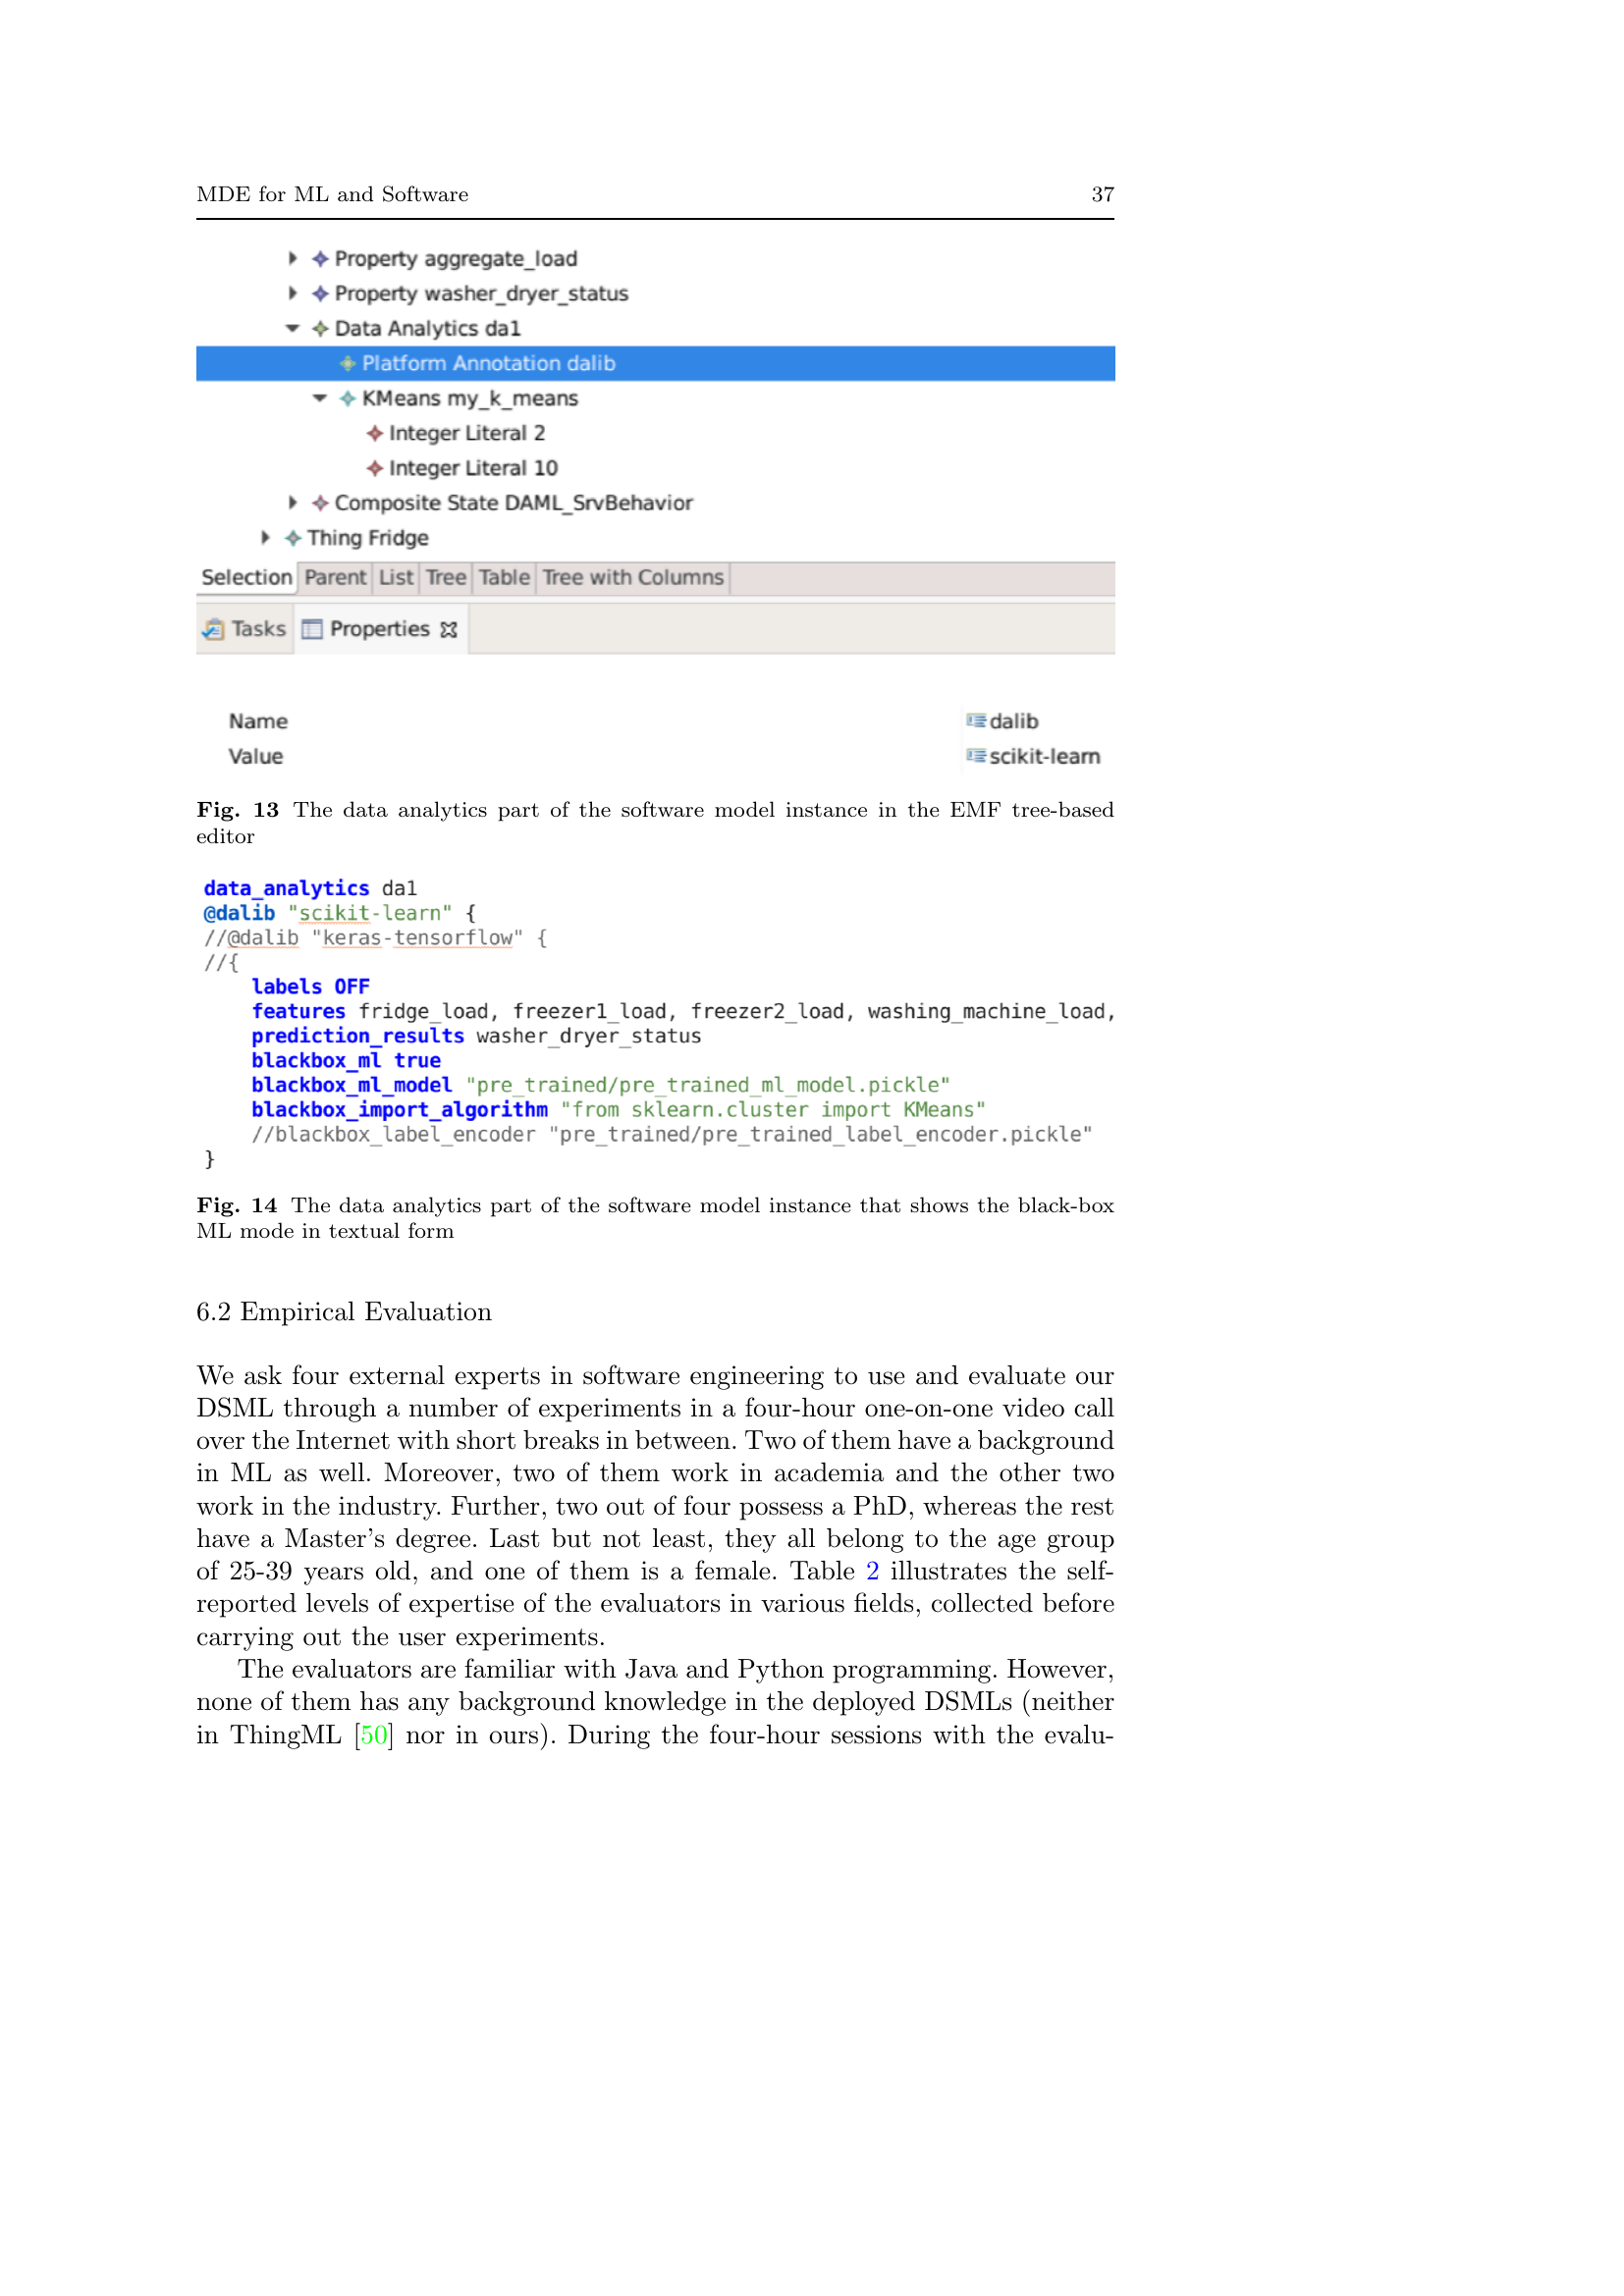 MDE for ML and Software 37
Property aggregate_load
Property washer_dryer_status
Data Analytics da1
Platform Annotation dalib
KMeans my_k_means
Integer Literal 2
Integer Literal 10
Composite State DAML_SrvBehavior
Thing Fridge
Selection Parent List Tree Table Tree with Columns
Tasks Properties
Name dalib
Value scikit-learn
Fig. 13 The data analytics part of the software model instance in the EMF tree-based
editor
data_analytics da1
@dalib "scikit-learn" {
//@dalib "keras-tensorflow" {
//{
labels OFF
features fridge_load, freezer1_load, freezer2_load, washing_machine_load,
prediction_results washer_dryer_status
blackbox_ml true
blackbox_ml_model "pre_trained/pre_trained_ml_model.pickle"
blackbox_import_algorithm "from sklearn.cluster import KMeans"
//blackbox_label_encoder "pre_trained/pre_trained_label_encoder.pickle"
}
Fig. 14 The data analytics part of the software model instance that shows the black-box
ML mode in textual form
6.2 Empirical Evaluation
We ask four external experts in software engineering to use and evaluate our
DSML through a number of experiments in a four-hour one-on-one video call
over the Internet with short breaks in between. Two of them have a background
in ML as well. Moreover, two of them work in academia and the other two
work in the industry. Further, two out of four possess a PhD, whereas the rest
have a Master's degree. Last but not least, they all belong to the age group
of 25-39 years old, and one of them is a female. Table 2 illustrates the self-
reported levels of expertise of the evaluators in various fields, collected before
carrying out the user experiments.
The evaluators are familiar with Java and Python programming. However,
none of them has any background knowledge in the deployed DSMLs (neither
in ThingML [50] nor in ours). During the four-hour sessions with the evalu-